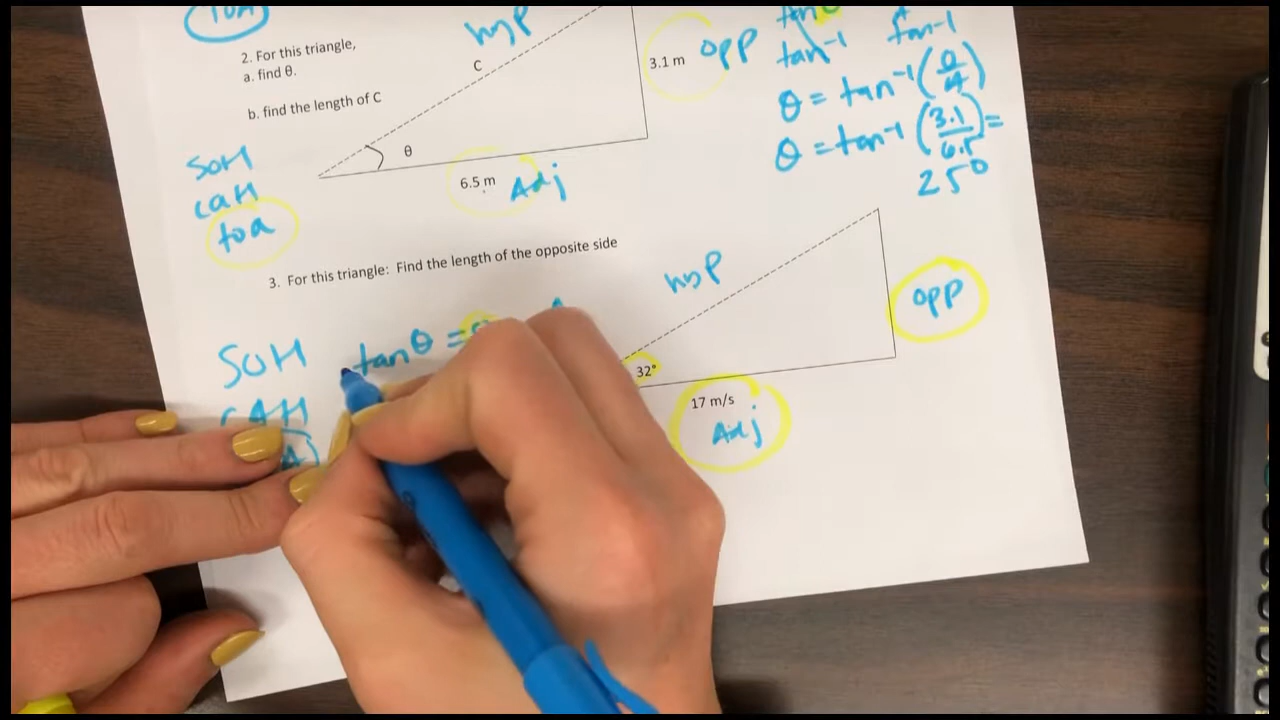 TOA
2. For this triangle,
a. find θ.
b. find the length of C
hyp
C
3.1 m
opp
θ
6.5 m
Adj
SOH
CAH
toa
tan
tan⁻¹ tan⁻¹
θ = tan⁻¹ (O/A)
θ = tan⁻¹ (3.1/6.5) =
25°
3. For this triangle: Find the length of the opposite side
hyp
opp
32°
17 m/s
Adj
SOH
CAH
tan θ =